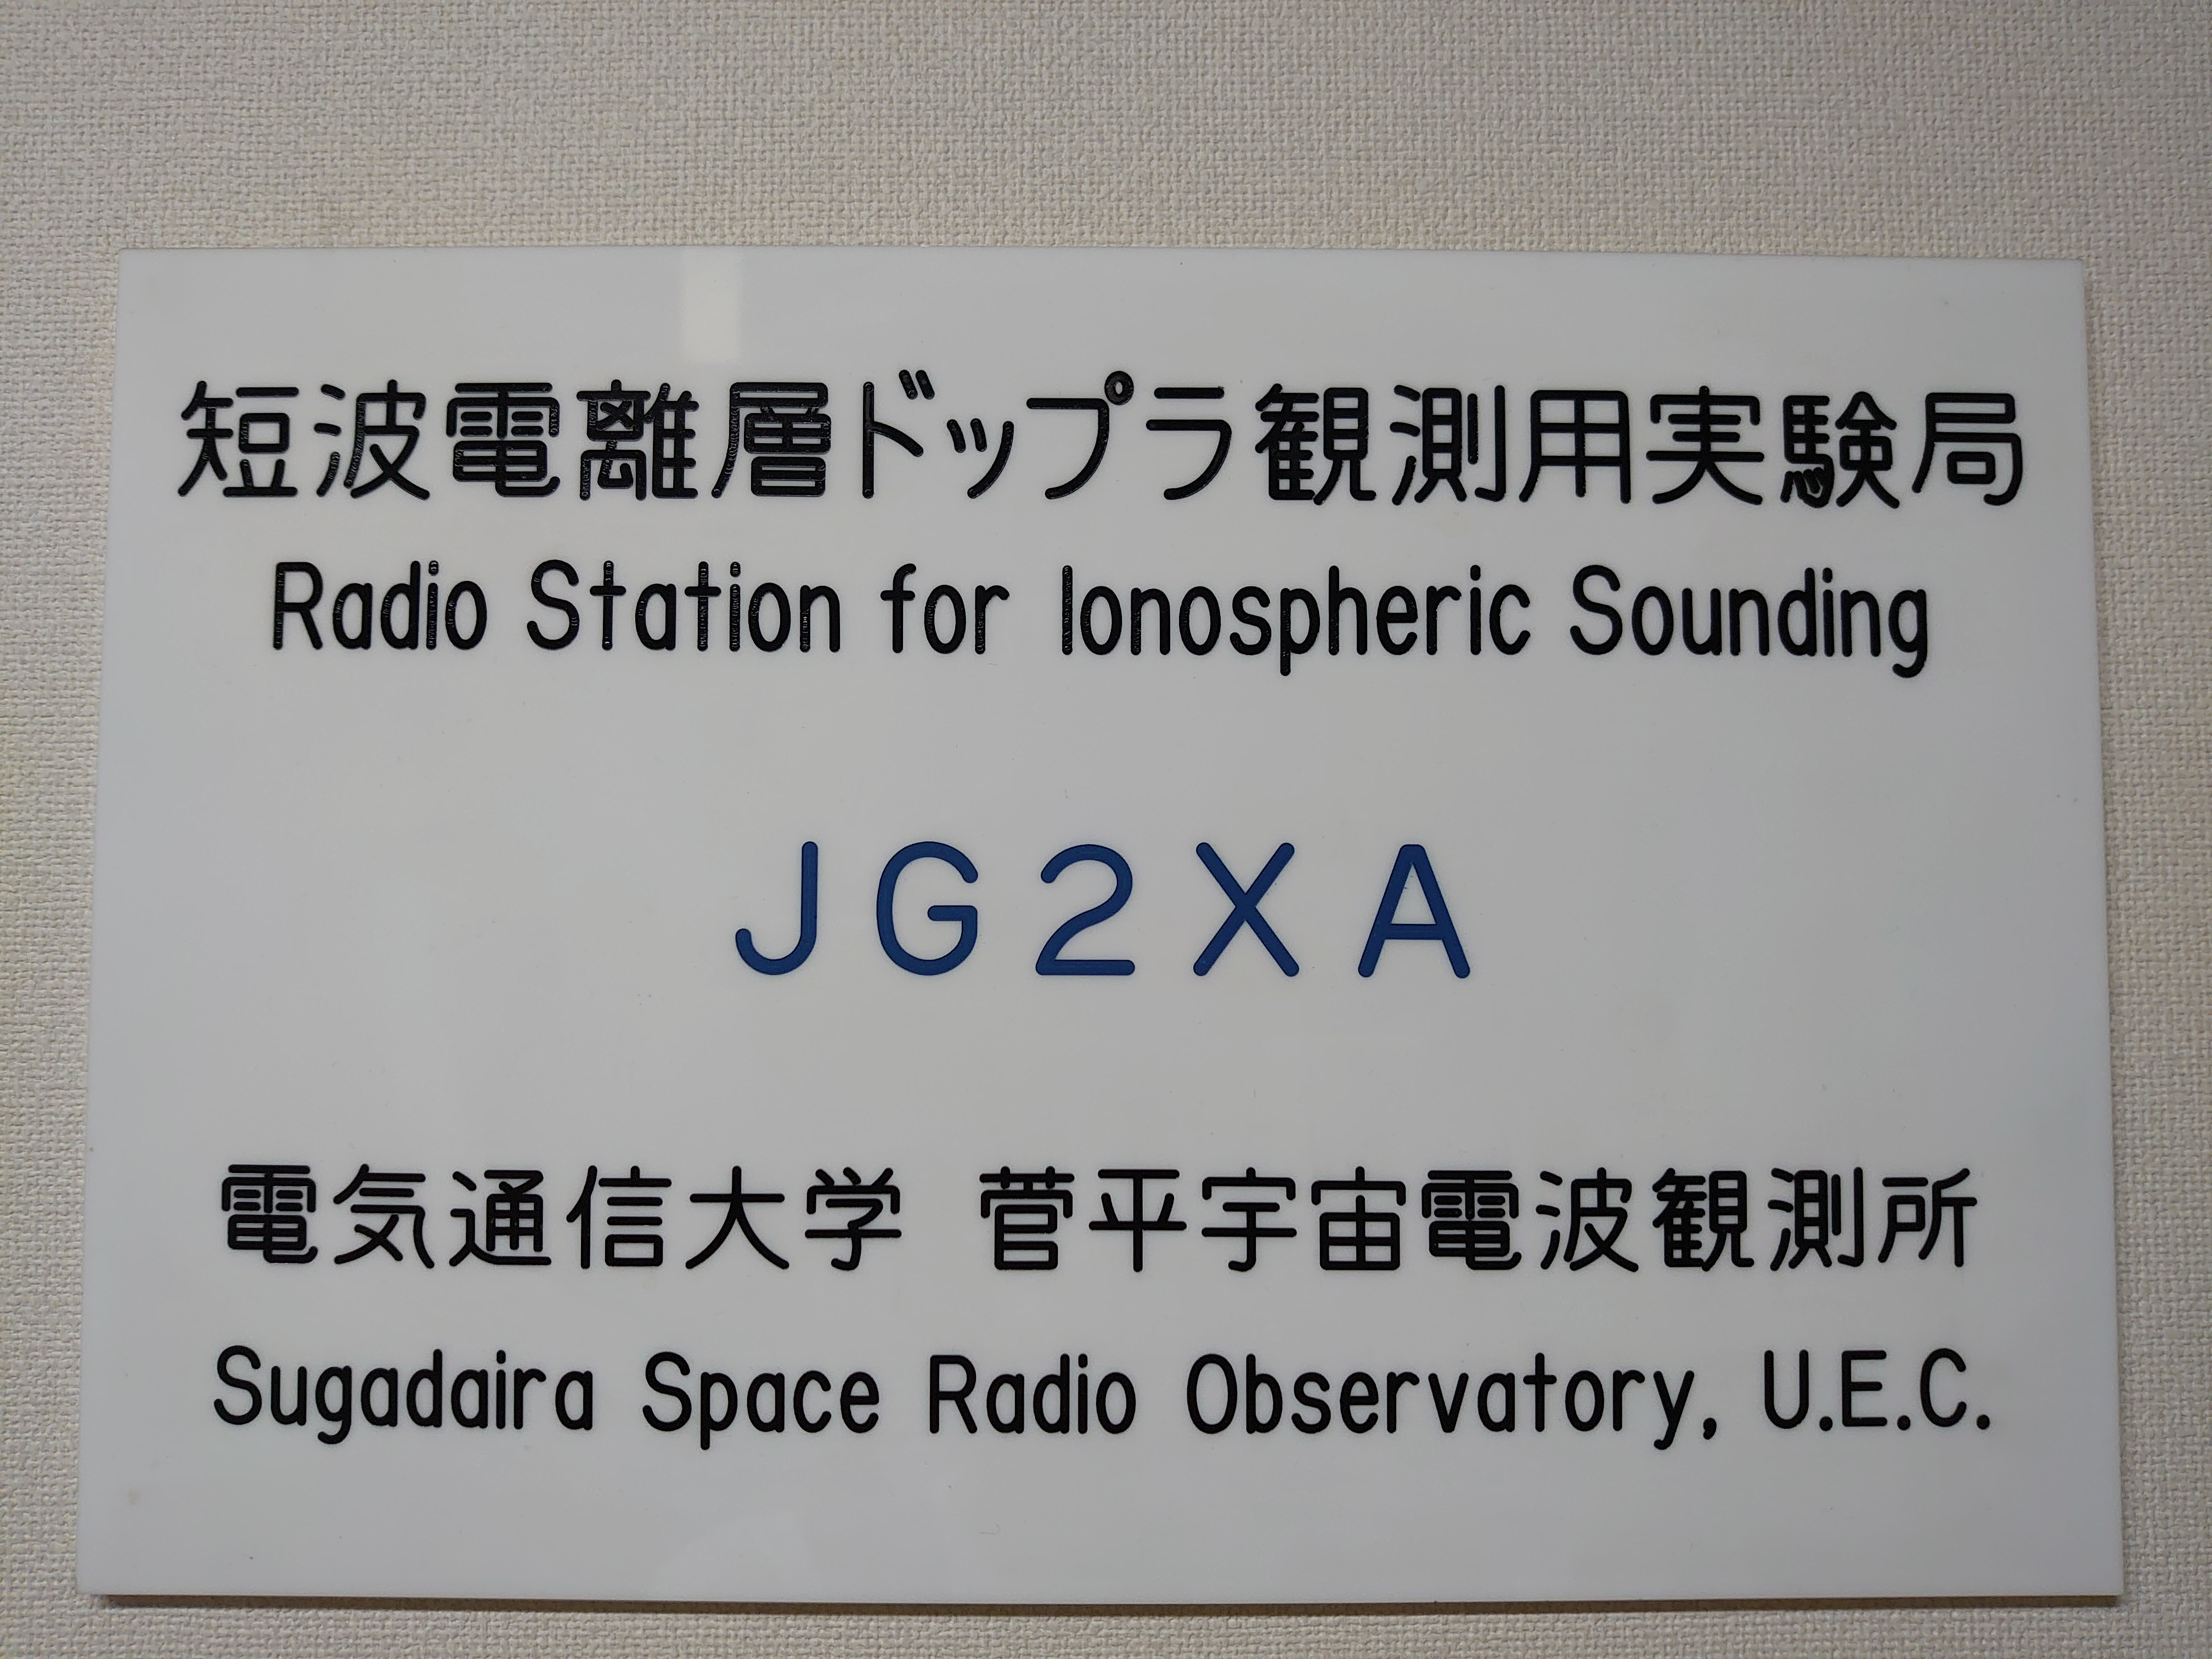 短波電離層ドップラ観測用実験局
Radio Station for Ionospheric Sounding
JG2XA
電気通信大学 菅平宇宙電波観測所
Sugadaira Space Radio Observatory, U.E.C.